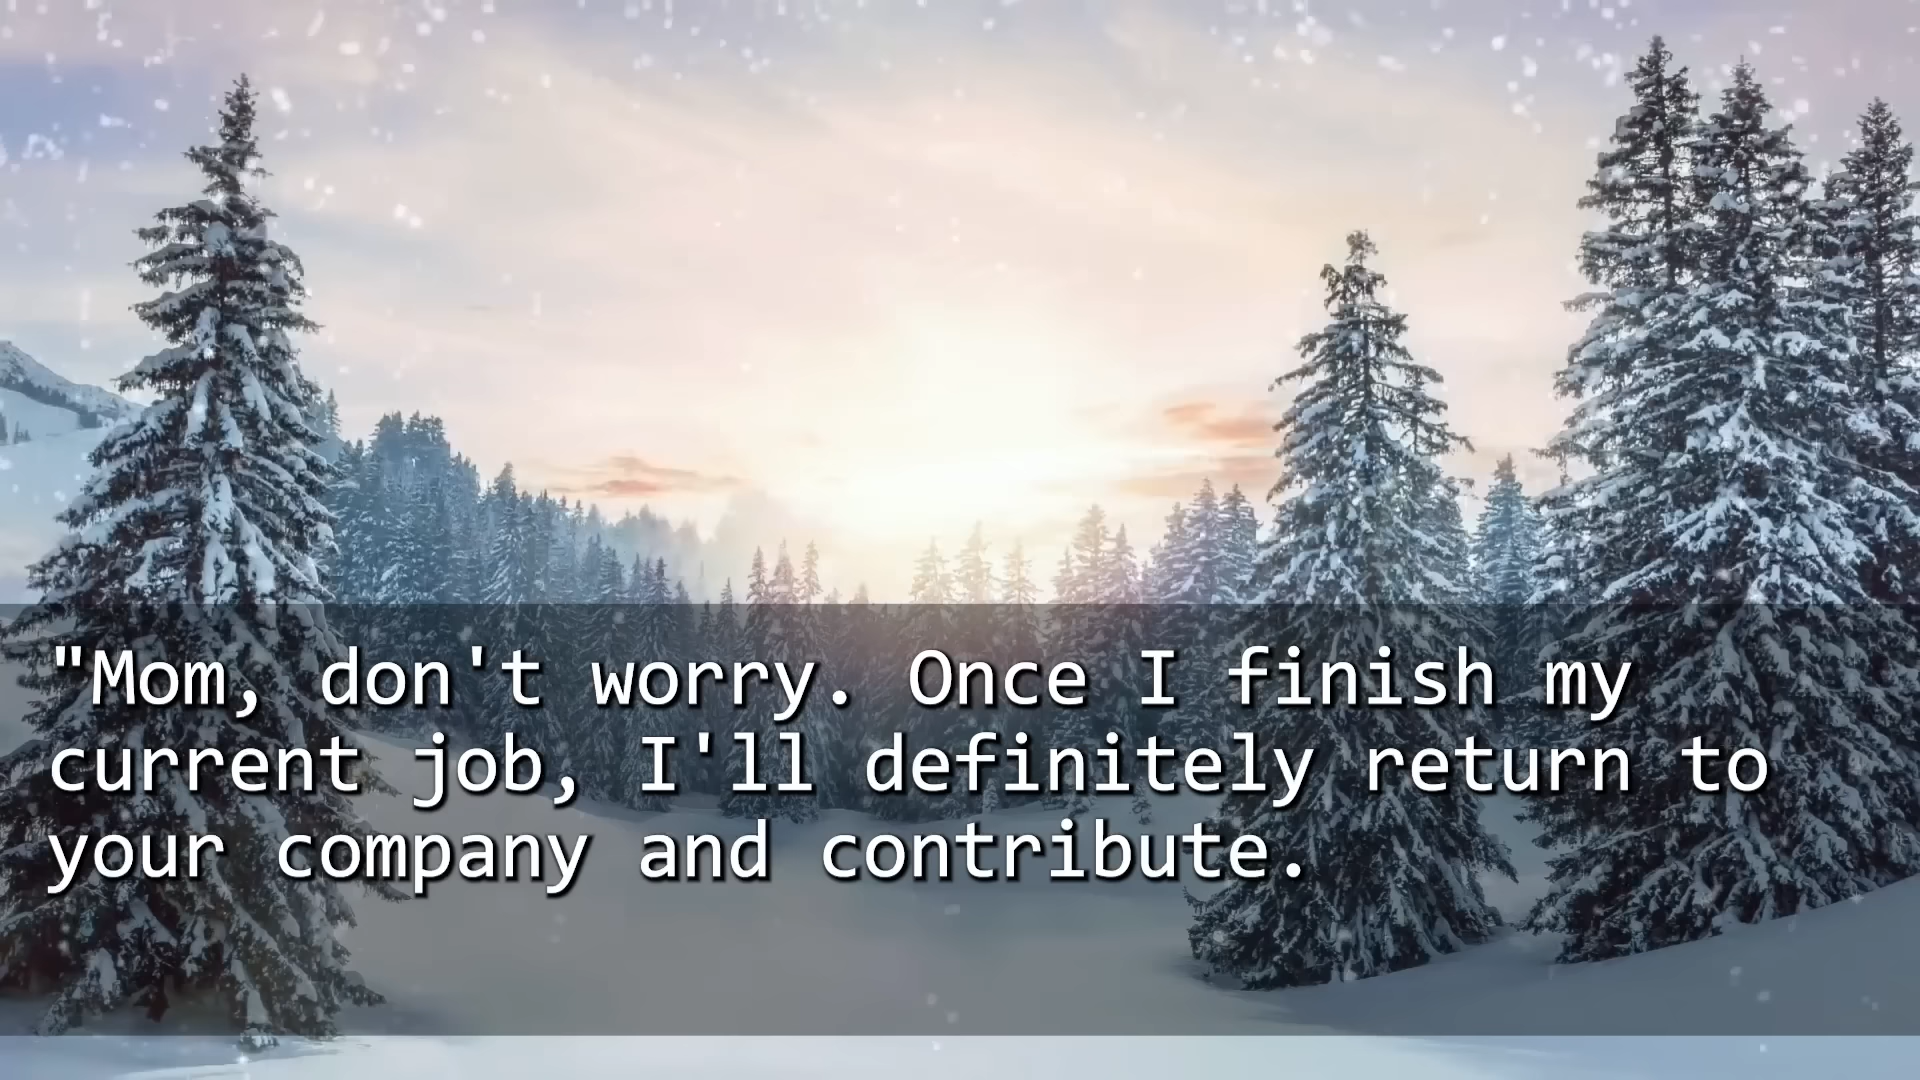 "Mom, don't worry. Once I finish my
current job, I'll definitely return to
your company and contribute.